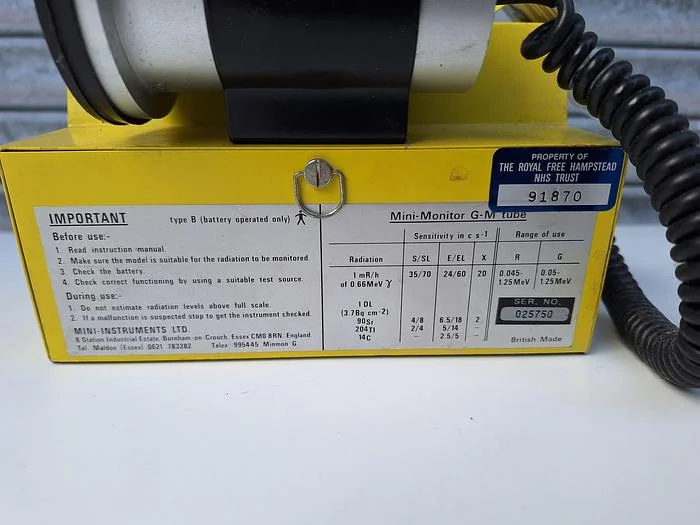 PROPERTY OF
THE ROYAL FREE HAMPSTEAD
NHS TRUST
91870
IMPORTANT
type B (battery operated only)
Before use:-
1. Read instruction manual.
2. Make sure the model is suitable for the radiation to be monitored.
3. Check the battery.
4. Check correct functioning by using a suitable test source.
During use:-
1. Do not estimate radiation levels above full scale.
2. If a malfunction is suspected stop to get the instrument checked.
MINI-INSTRUMENTS LTD.
8 Station Industrial Estate, Burnham-on-Crouch, Essex CM0 8RN, England.
Tel Maldon (Essex) 0621 783282 Telex 995445 Minmon G
Mini-Monitor G-M tube
Sensitivity in c s-1 Range of use
Radiation S/SL E/EL X R G
1 mR/h 35/70 24/60 20 0.045- 0.05-
of 0.66MeV γ 1.25MeV 1.25MeV
1 DL
(3.7Bq cm-2)
90Sr 4/8 6.5/18 2
204Tl 2/4 5/14 -
14C - 2.5/5 -
SER. NO.
025750
British Made